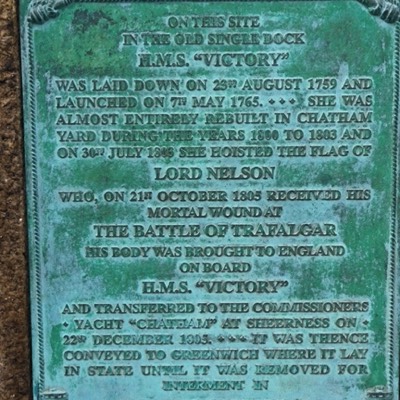 ON THIS SITE
IN THE OLD SINGLE DOCK
H.M.S. "VICTORY"
WAS LAID DOWN ON 23RD AUGUST 1759 AND
LAUNCHED ON 7TH MAY 1765. • • • SHE WAS
ALMOST ENTIRELY REBUILT IN CHATHAM
YARD DURING THE YEARS 1800 TO 1803 AND
ON 30TH JULY 1803 SHE HOISTED THE FLAG OF
LORD NELSON
WHO, ON 21ST OCTOBER 1805 RECEIVED HIS
MORTAL WOUND AT
THE BATTLE OF TRAFALGAR
HIS BODY WAS BROUGHT TO ENGLAND
ON BOARD
H.M.S. "VICTORY"
AND TRANSFERRED TO THE COMMISSIONERS
• YACHT "CHATHAM" AT SHEERNESS ON •
22ND DECEMBER 1805. • • • IT WAS THENCE
CONVEYED TO GREENWICH WHERE IT LAY
IN STATE UNTIL IT WAS REMOVED FOR
INTERMENT IN